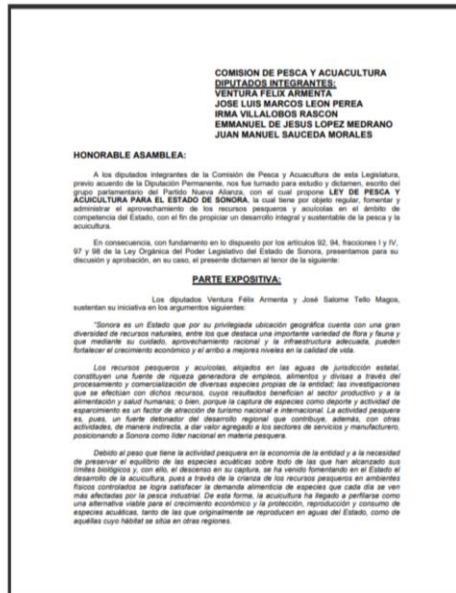 COMISION DE PESCA Y ACUACULTURA
DIPUTADOS INTEGRANTES:
VENTURA FELIX ARMENTA
JOSE LUIS MARCOS LEON PEREA
IRMA VILLALOBOS RASCON
EMMANUEL DE JESUS LOPEZ MEDRANO
JUAN MANUEL SAUCEDA MORALES
HONORABLE ASAMBLEA:
A los diputados integrantes de la Comisión de Pesca y Acuacultura de esta Legislatura,
previo acuerdo de la Diputación Permanente, nos fue turnado para estudio y dictamen, escrito del
grupo parlamentario del Partido Nueva Alianza, con el cual propone LEY DE PESCA Y
ACUICULTURA PARA EL ESTADO DE SONORA, la cual tiene por objeto regular, fomentar y
administrar el aprovechamiento de los recursos pesqueros y acuícolas en el ámbito de
competencia del Estado, con el fin de propiciar un desarrollo integral y sustentable de la pesca y la
acuicultura.
En consecuencia, con fundamento en lo dispuesto por los artículos 92, 94, fracciones I y IV,
97 y 98 de la Ley Orgánica del Poder Legislativo del Estado de Sonora, presentamos para su
discusión y aprobación, en su caso, el presente dictamen al tenor de la siguiente:
PARTE EXPOSITIVA:
Los diputados Ventura Félix Armenta y José Salome Tello Magos,
sustentan su iniciativa en los argumentos siguientes:
"Sonora es un Estado que por su privilegiada ubicación geográfica cuenta con una gran
diversidad de recursos naturales, entre los que destaca una importante variedad de flora y fauna y
que mediante su cuidado, aprovechamiento racional y la infraestructura adecuada, pueden
fortalecer el crecimiento económico y el arribo a mejores niveles en la calidad de vida.
Los recursos pesqueros y acuícolas, alojados en las aguas de jurisdicción estatal,
constituyen una fuente de riqueza generadora de empleos, alimentos y divisas a través del
procesamiento y comercialización de diversas especies propias de la entidad; las investigaciones
que se efectúan con dichos recursos, cuyos resultados benefician al sector productivo y a la
alimentación y salud humanas; o bien, porque la captura de especies como deporte y actividad de
esparcimiento es un factor de atracción de turismo nacional e internacional. La actividad pesquera
es, pues, un fuerte detonador del desarrollo regional que contribuye, además, con otras
actividades, de manera indirecta, a dar valor agregado a los sectores de servicios y manufacturero,
posicionando a Sonora como líder nacional en materia pesquera.
Debido al peso que tiene la actividad pesquera en la economía de la entidad y a la necesidad
de preservar el equilibrio de las especies acuáticas sobre todo de las que han alcanzado sus
límites biológicos y, con ello, el descenso en su captura, se ha venido fomentando en el Estado el
desarrollo de la acuicultura, pues a través de la crianza de los recursos pesqueros en ambientes
físicos controlados se logra satisfacer la demanda alimenticia de especies que cada día se ven
más afectadas por la pesca industrial. De esta forma, la acuicultura ha llegado a perfilarse como
una alternativa viable para el crecimiento económico y la protección, reproducción y consumo de
especies acuáticas, tanto de las que originalmente se reproducen en aguas del Estado, como de
aquéllas cuyo hábitat se sitúa en otras regiones.